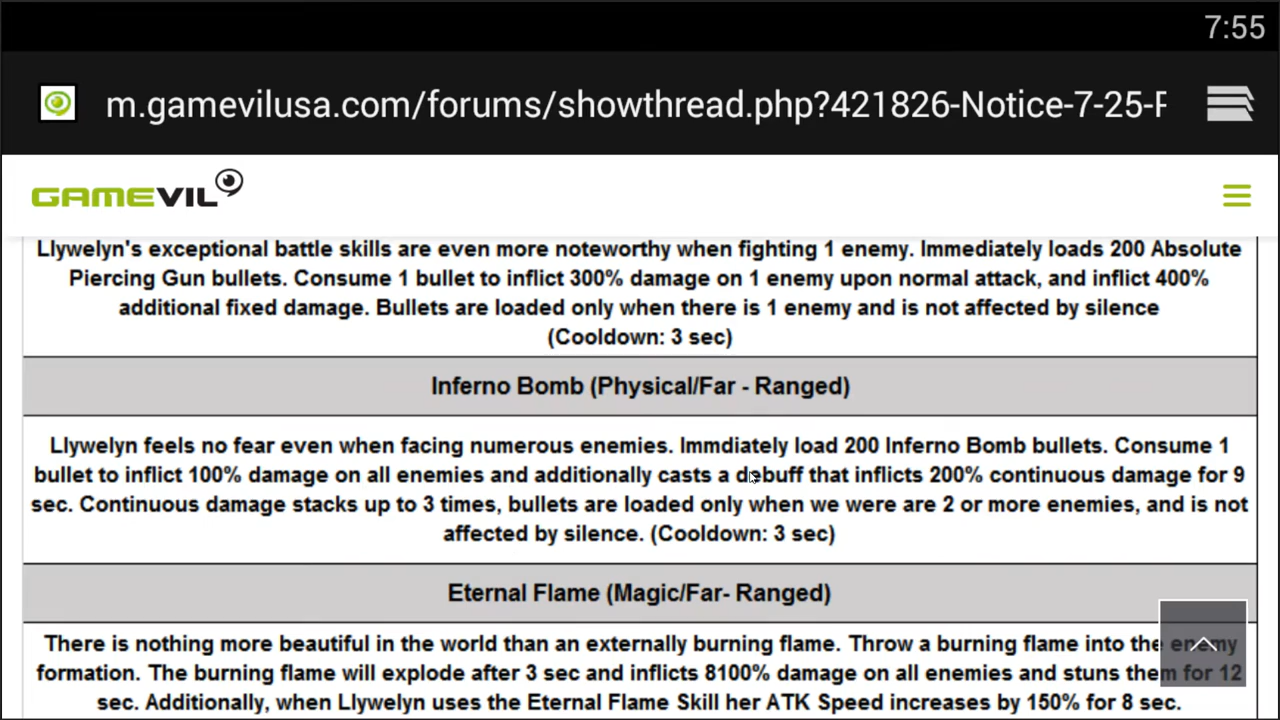 7:55
m.gamevilusa.com/forums/showthread.php?421826-Notice-7-25-F
GAMEVIL
Llywelyn's exceptional battle skills are even more noteworthy when fighting 1 enemy. Immediately loads 200 Absolute
Piercing Gun bullets. Consume 1 bullet to inflict 300% damage on 1 enemy upon normal attack, and inflict 400%
additional fixed damage. Bullets are loaded only when there is 1 enemy and is not affected by silence
(Cooldown: 3 sec)
Inferno Bomb (Physical/Far - Ranged)
Llywelyn feels no fear even when facing numerous enemies. Immdiately load 200 Inferno Bomb bullets. Consume 1
bullet to inflict 100% damage on all enemies and additionally casts a debuff that inflicts 200% continuous damage for 9
sec. Continuous damage stacks up to 3 times, bullets are loaded only when we were are 2 or more enemies, and is not
affected by silence. (Cooldown: 3 sec)
Eternal Flame (Magic/Far- Ranged)
There is nothing more beautiful in the world than an externally burning flame. Throw a burning flame into the enemy
formation. The burning flame will explode after 3 sec and inflicts 8100% damage on all enemies and stuns them for 12
sec. Additionally, when Llywelyn uses the Eternal Flame Skill her ATK Speed increases by 150% for 8 sec.